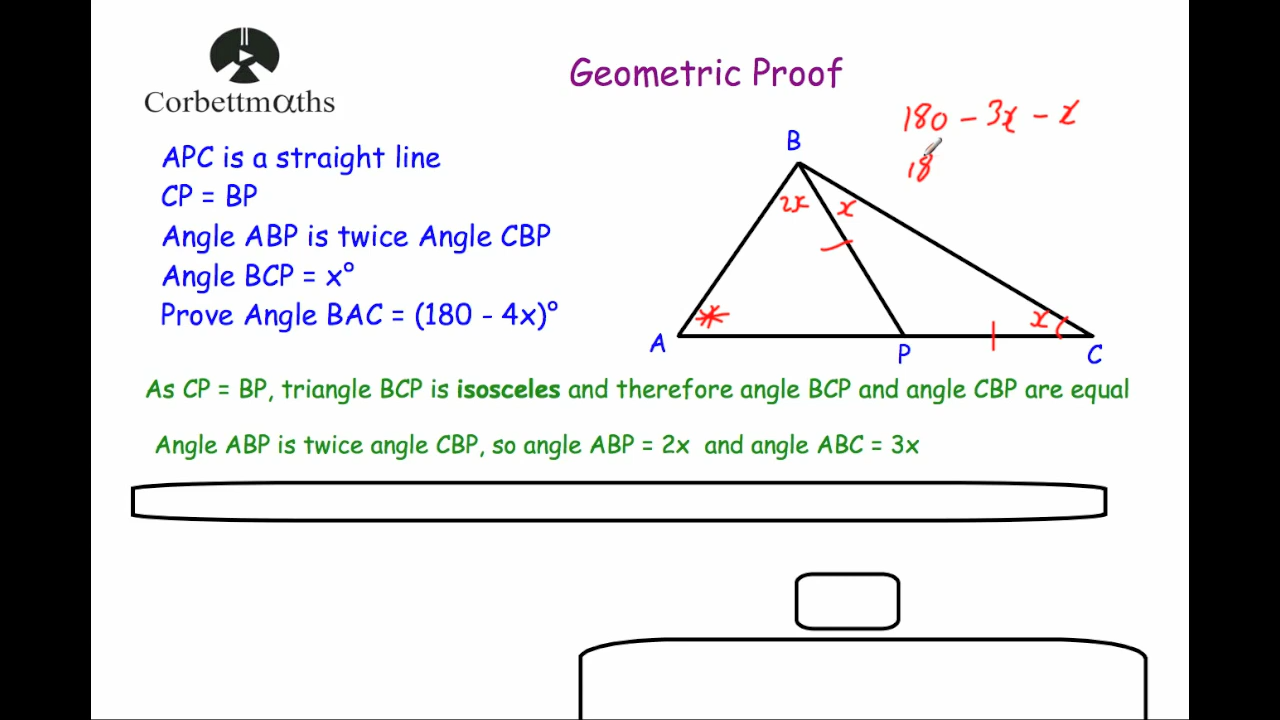 Corbettmαths
Geometric Proof
180 - 3x - x
18
APC is a straight line
CP = BP
Angle ABP is twice Angle CBP
Angle BCP = x°
Prove Angle BAC = (180 - 4x)°
B
2x
x
x
A
P
C
As CP = BP, triangle BCP is isosceles and therefore angle BCP and angle CBP are equal
Angle ABP is twice angle CBP, so angle ABP = 2x and angle ABC = 3x